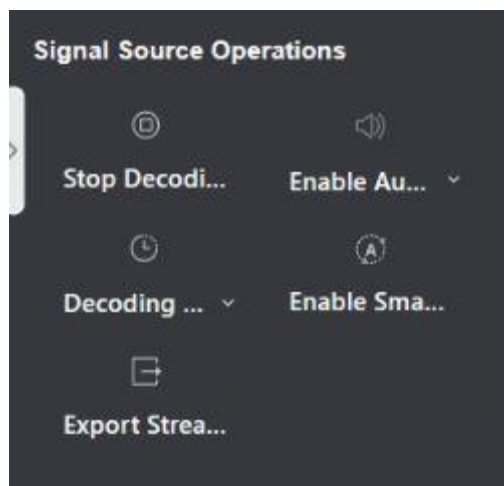 Signal Source Operations
Stop Decodi...
Enable Au...
Decoding ...
Enable Sma...
Export Strea...